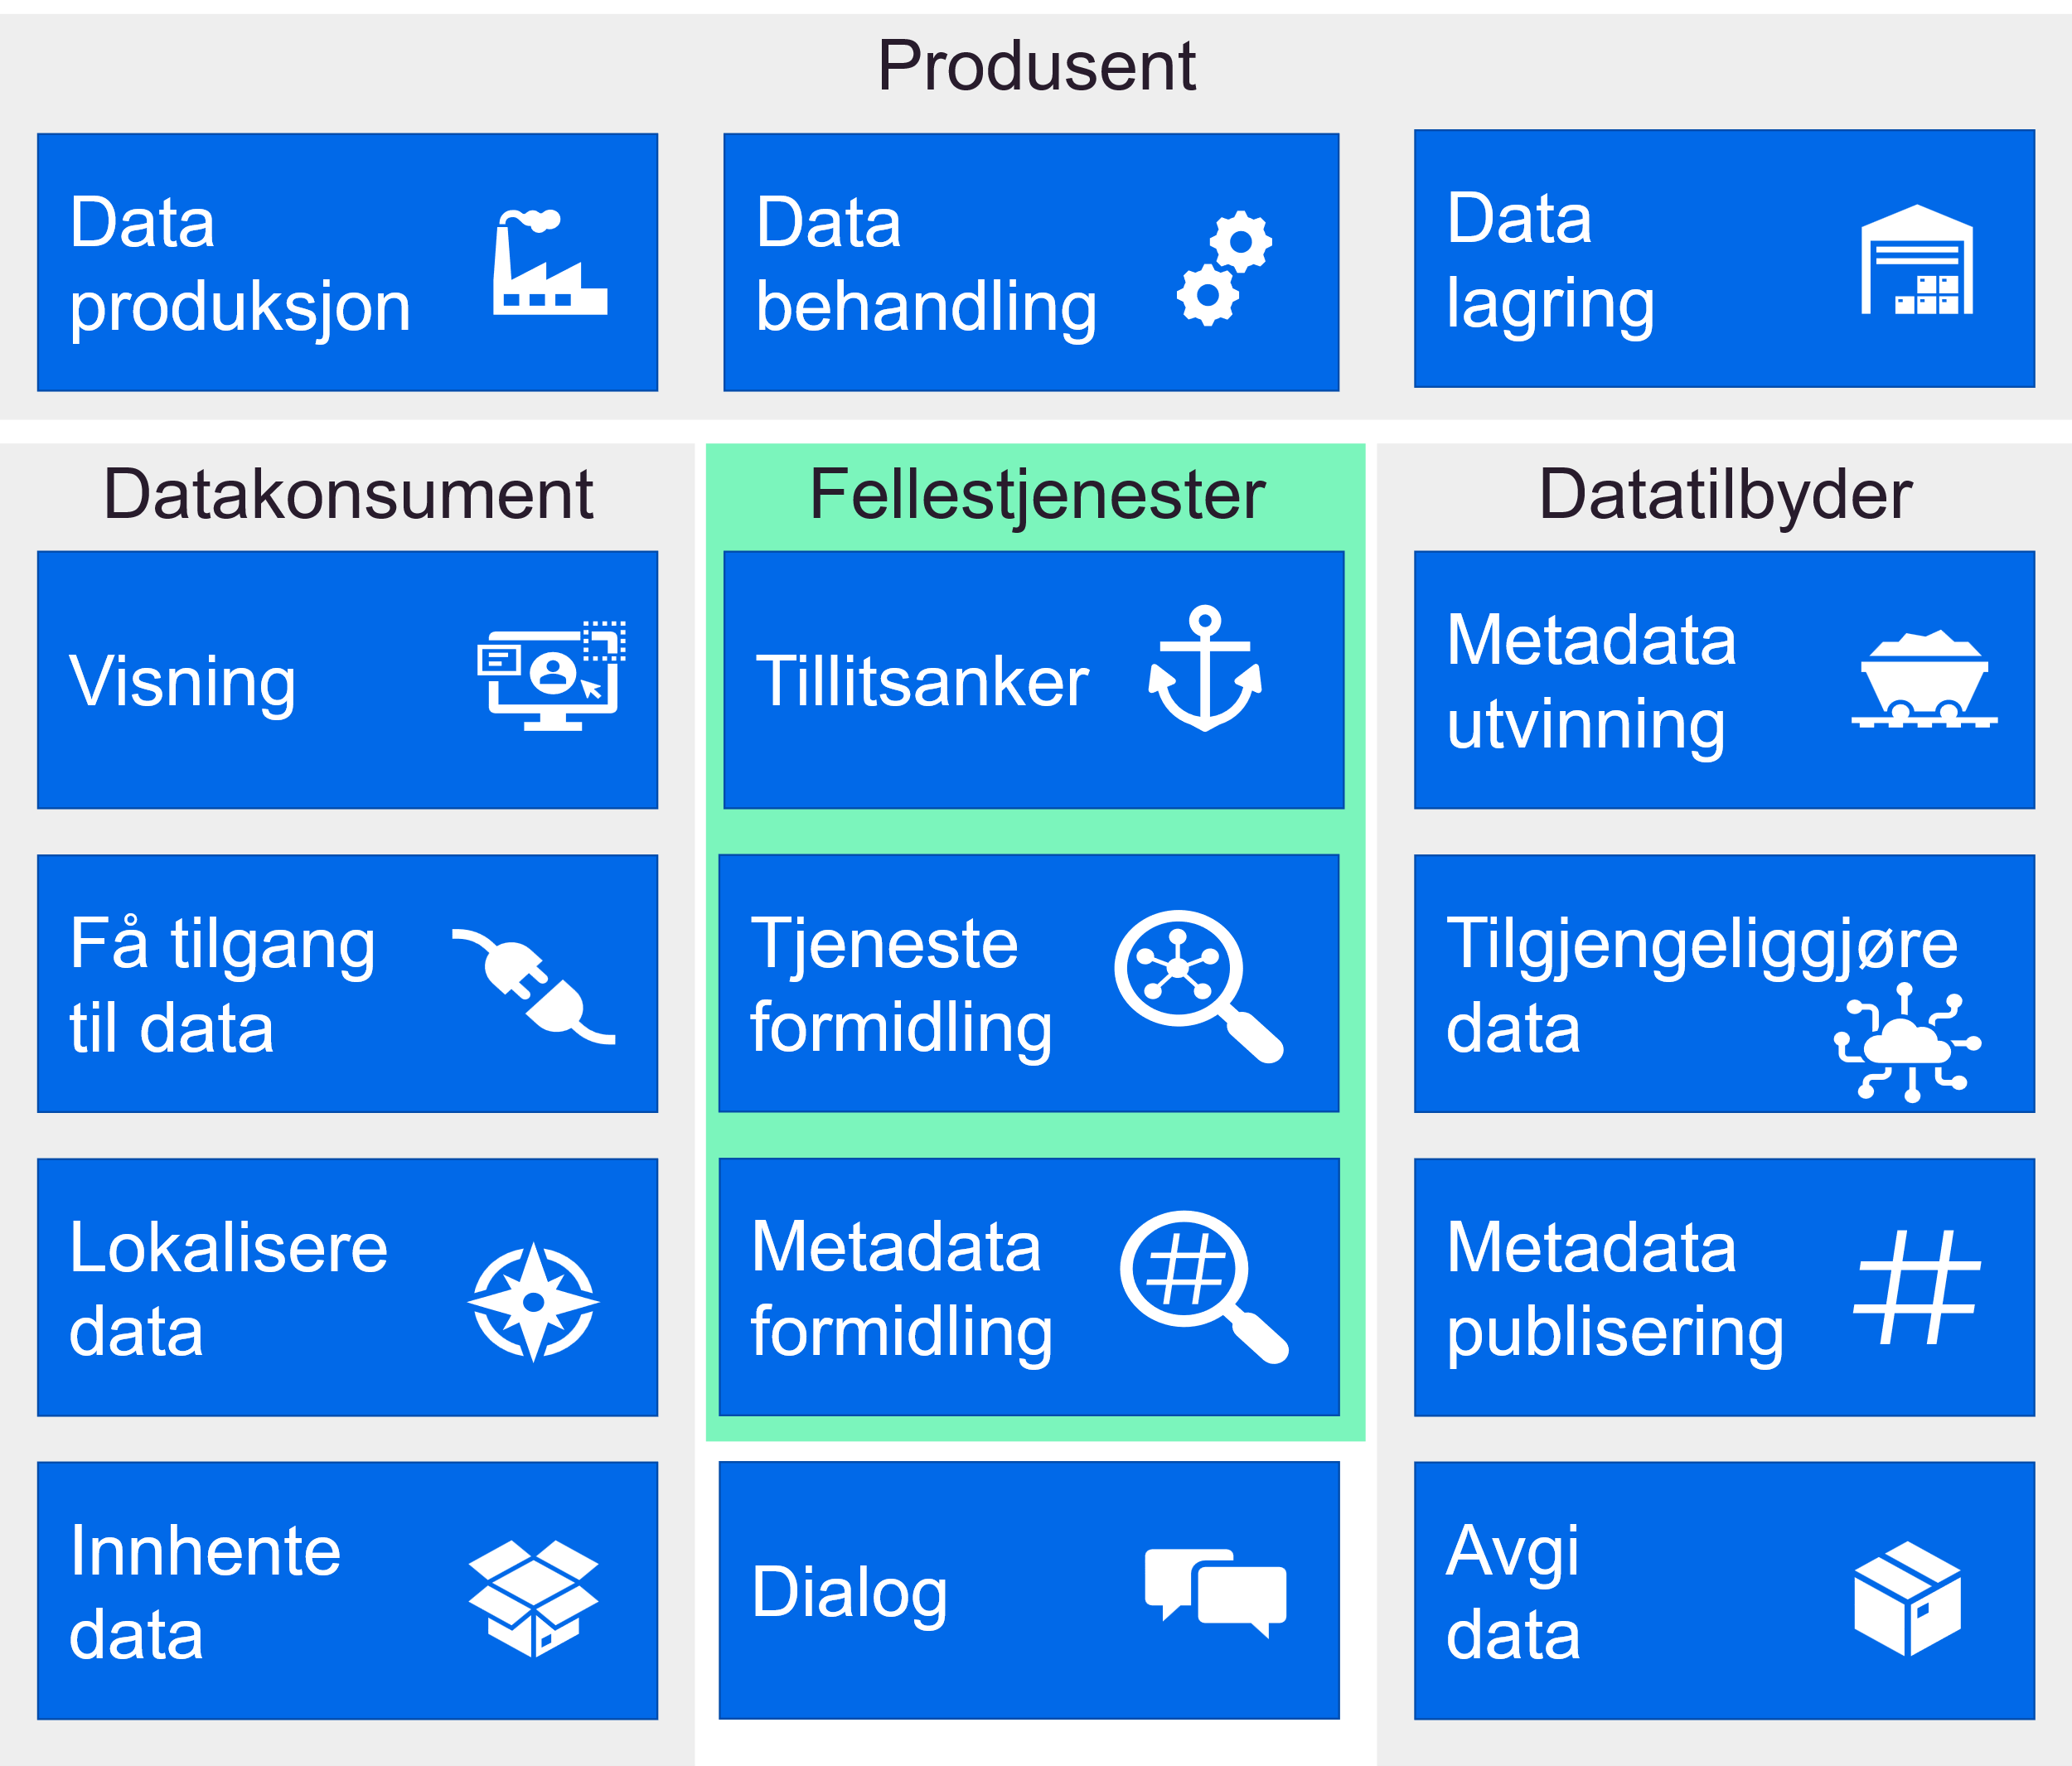 Produsent
Data
produksjon
Data
behandling
Data
lagring
Datakonsument
Visning
Få tilgang
til data
Lokalisere
data
Innhente
data
Fellestjenester
Tillitsanker
Tjeneste
formidling
Metadata
formidling
Dialog
Datatilbyder
Metadata
utvinning
Tilgjengeliggjøre
data
Metadata
publisering
Avgi
data